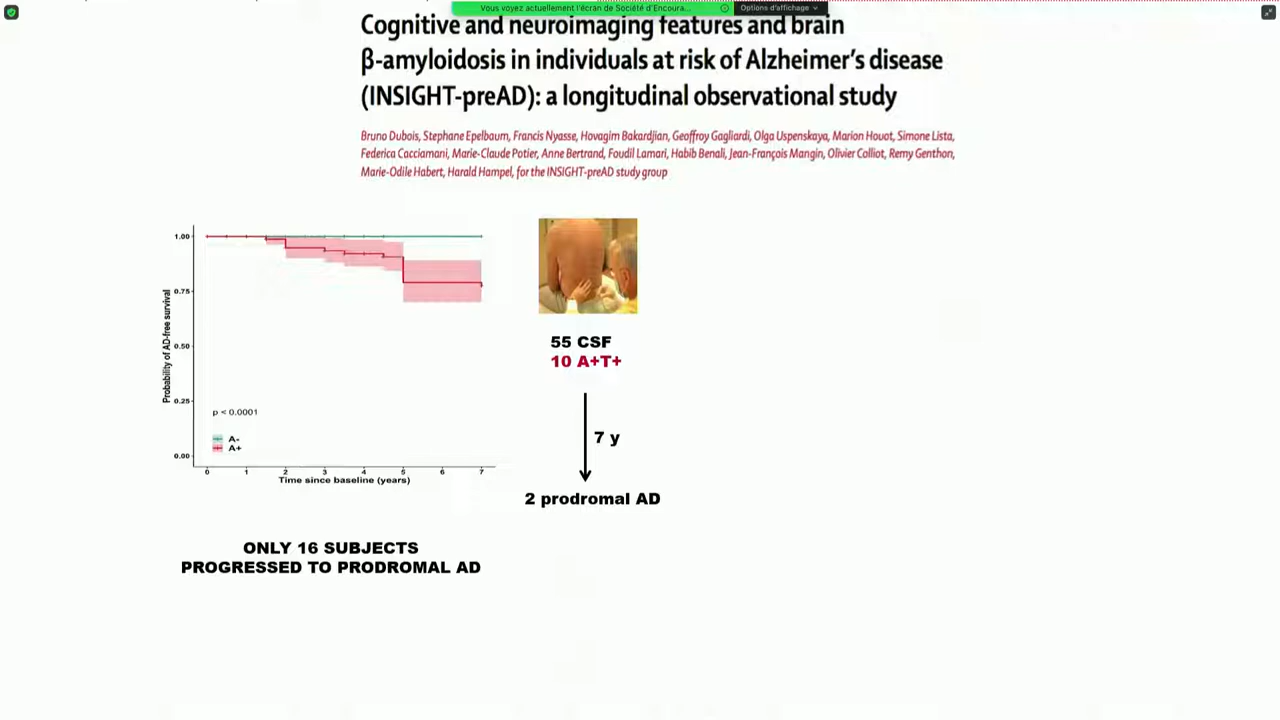 Vous voyez actuellement l'écran de Société d'Encoura...
Options d'affichage
Cognitive and neuroimaging features and brain
β-amyloidosis in individuals at risk of Alzheimer's disease
(INSIGHT-preAD): a longitudinal observational study
Bruno Dubois, Stephane Epelbaum, Francis Nyasse, Hovagim Bakardjian, Geoffroy Gagliardi, Olga Uspenskaya, Marion Houot, Simone Lista,
Federica Cacciamani, Marie-Claude Potier, Anne Bertrand, Foudil Lamari, Habib Benali, Jean-François Mangin, Olivier Colliot, Remy Genthon,
Marie-Odile Habert, Harald Hampel, for the INSIGHT-preAD study group
Probability of AD-free survival
1.00
0.75
0.50
0.25
0.00
p < 0.0001
A-
A+
0 1 2 3 4 5 6 7
Time since baseline (years)
55 CSF
10 A+T+
7 y
2 prodromal AD
ONLY 16 SUBJECTS
PROGRESSED TO PRODROMAL AD